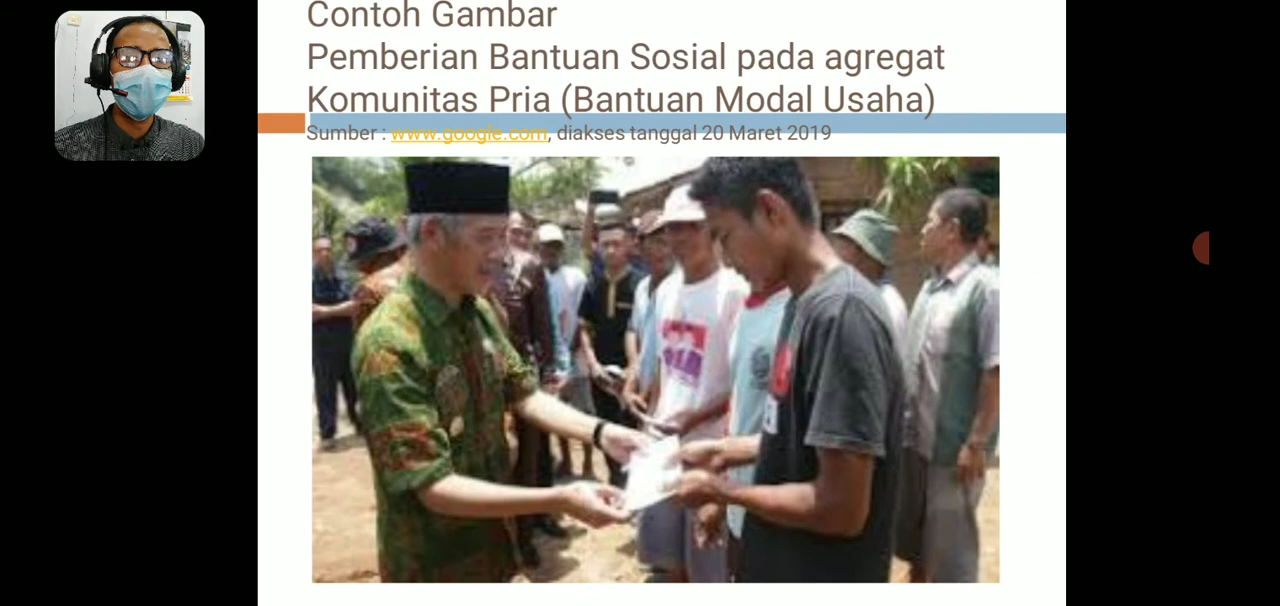 Contoh Gambar
Pemberian Bantuan Sosial pada agregat
Komunitas Pria (Bantuan Modal Usaha)
Sumber : www.google.com, diakses tanggal 20 Maret 2019